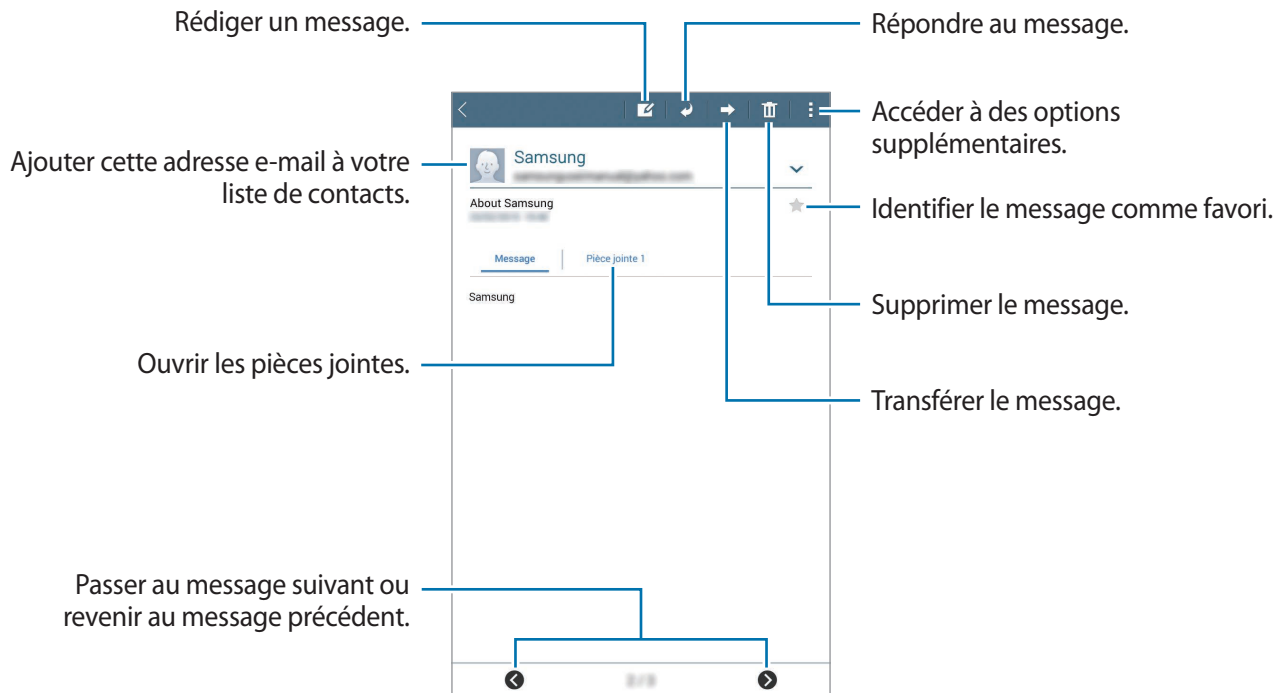 Rédiger un message.
Répondre au message.
Accéder à des options
supplémentaires.
Ajouter cette adresse e-mail à votre
liste de contacts.
Samsung
About Samsung
Identifier le message comme favori.
Message
Pièce jointe 1
Samsung
Supprimer le message.
Ouvrir les pièces jointes.
Transférer le message.
Passer au message suivant ou
revenir au message précédent.